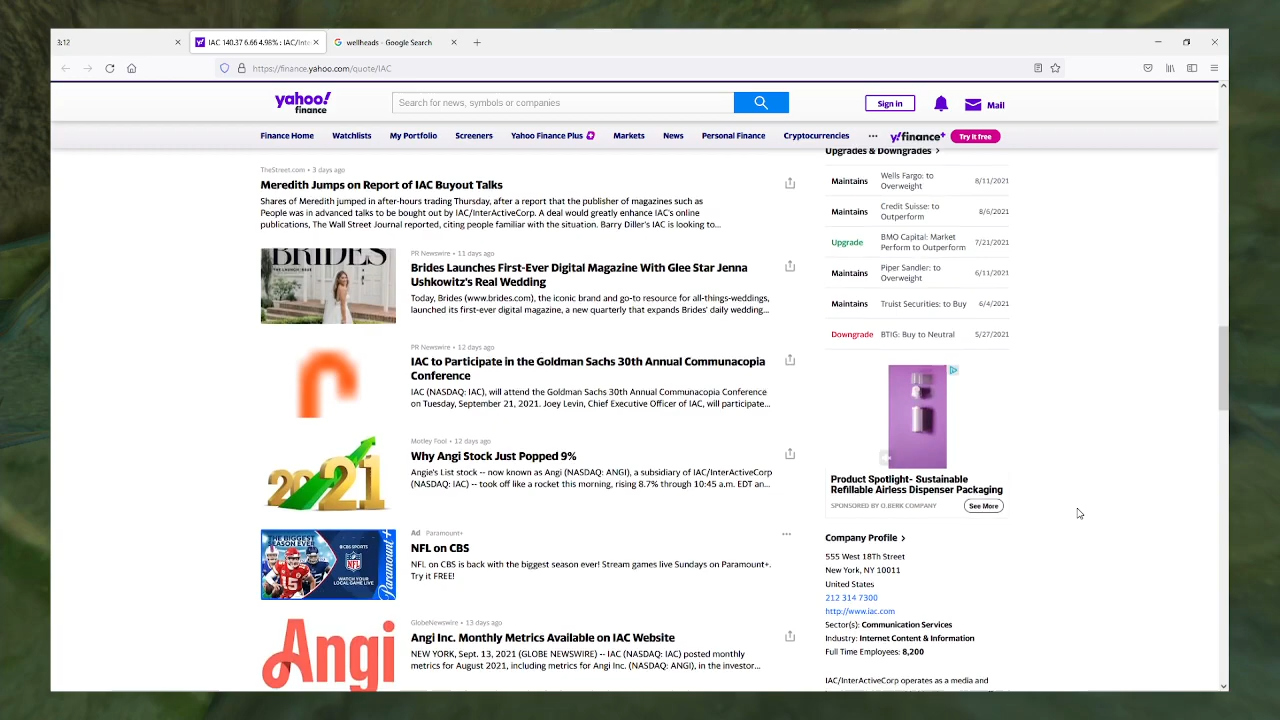 3:12
IAC 140.37 6.66 4.98% : IAC/Inte
wellheads - Google Search
https://finance.yahoo.com/quote/IAC
yahoo!
finance
Search for news, symbols or companies
Sign in
Mail
Finance Home
Watchlists
My Portfolio
Screeners
Yahoo Finance Plus
Markets
News
Personal Finance
Cryptocurrencies
...
y!finance+
Try it free
TheStreet.com • 3 days ago
Meredith Jumps on Report of IAC Buyout Talks
Shares of Meredith jumped in after-hours trading Thursday, after a report that the publisher of magazines such as
People was in advanced talks to be bought out by IAC/InterActiveCorp. A deal would greatly enhance IAC's online
publications, The Wall Street Journal reported, citing people familiar with the situation. Barry Diller's IAC is looking to...
BRIDES
PR Newswire • 11 days ago
Brides Launches First-Ever Digital Magazine With Glee Star Jenna
Ushkowitz's Real Wedding
Today, Brides (www.brides.com), the iconic brand and go-to resource for all-things-weddings,
launched its first-ever digital magazine, a new quarterly that expands Brides' daily wedding...
PR Newswire • 12 days ago
IAC to Participate in the Goldman Sachs 30th Annual Communacopia
Conference
IAC (NASDAQ: IAC), will attend the Goldman Sachs 30th Annual Communacopia Conference
on Tuesday, September 21, 2021. Joey Levin, Chief Executive Officer of IAC, will participate...
2021
Motley Fool • 12 days ago
Why Angi Stock Just Popped 9%
Angie's List stock -- now known as Angi (NASDAQ: ANGI), a subsidiary of IAC/InterActiveCorp
(NASDAQ: IAC) -- took off like a rocket this morning, rising 8.7% through 10:45 a.m. EDT an...
THE BIGGEST
SEASON EVER
CBS SPORTS
NFL
WATCH YOUR
LOCAL GAME LIVE
Paramount+
Ad Paramount+
NFL on CBS
NFL on CBS is back with the biggest season ever! Stream games live Sundays on Paramount+.
Try it FREE!
Angi
GlobeNewswire • 13 days ago
Angi Inc. Monthly Metrics Available on IAC Website
NEW YORK, Sept. 13, 2021 (GLOBE NEWSWIRE) -- IAC (NASDAQ: IAC) posted monthly
metrics for August 2021, including metrics for Angi Inc. (NASDAQ: ANGI), in the investor...
Upgrades & Downgrades
Maintains
Wells Fargo: to
Overweight
8/11/2021
Maintains
Credit Suisse: to
Outperform
8/6/2021
Upgrade
BMO Capital: Market
Perform to Outperform
7/21/2021
Maintains
Piper Sandler: to
Overweight
6/11/2021
Maintains
Truist Securities: to Buy
6/4/2021
Downgrade
BTIG: Buy to Neutral
5/27/2021
Product Spotlight- Sustainable
Refillable Airless Dispenser Packaging
SPONSORED BY O.BERK COMPANY
See More
Company Profile
555 West 18Th Street
New York, NY 10011
United States
212 314 7300
http://www.iac.com
Sector(s): Communication Services
Industry: Internet Content & Information
Full Time Employees: 8,200
IAC/InterActiveCorp operates as a media and